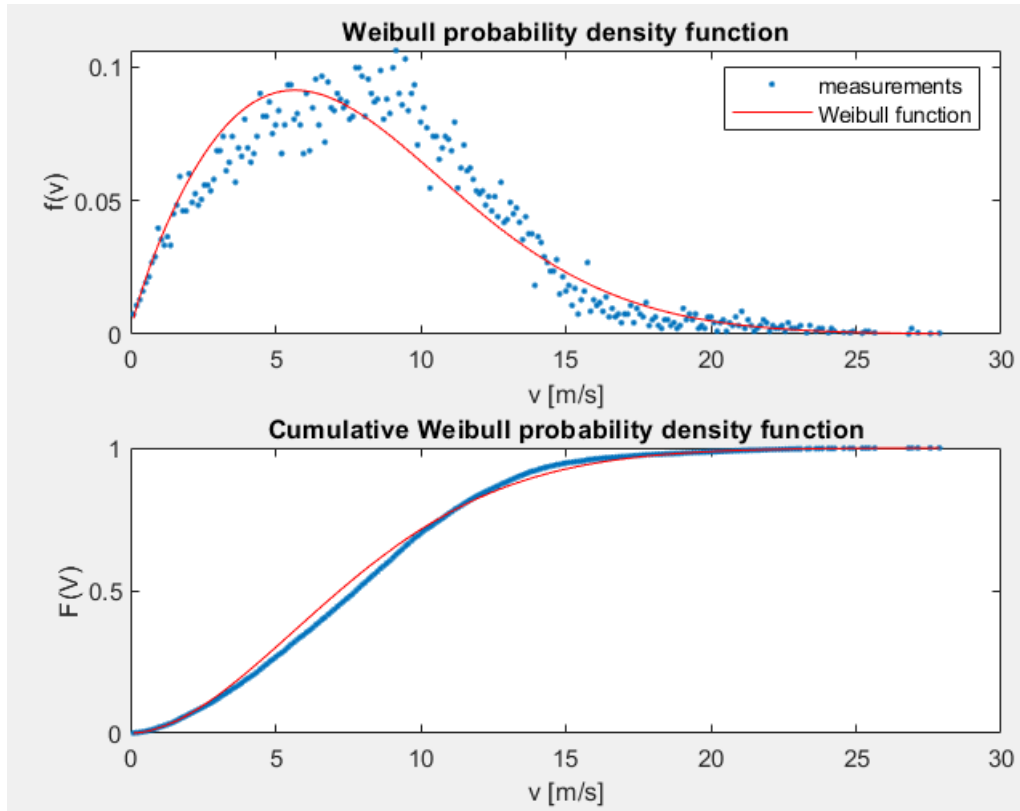 Weibull probability density function
0.1
0.05
0
f(v)
measurements
Weibull function
0 5 10 15 20 25 30
v [m/s]
Cumulative Weibull probability density function
1
0.5
0
F(V)
0 5 10 15 20 25 30
v [m/s]